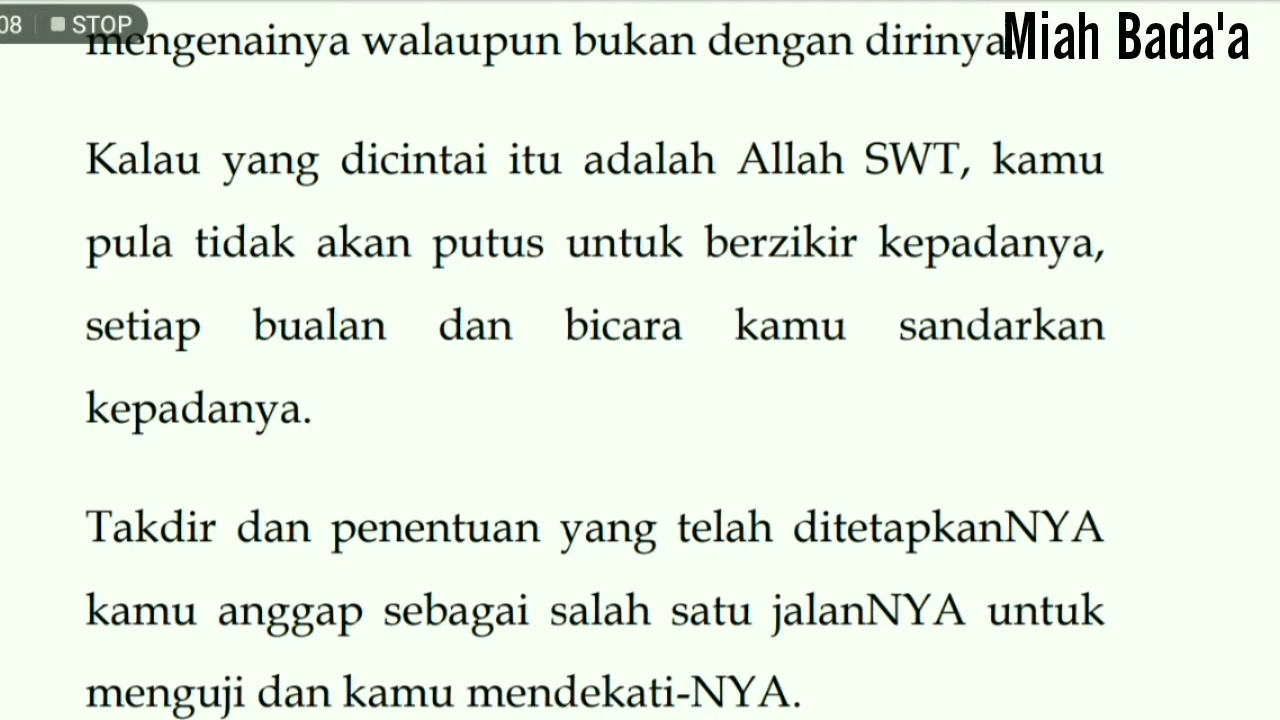 08 STOP
mengenainya walaupun bukan dengan dirinya.
Miah Bada'a
Kalau yang dicintai itu adalah Allah SWT, kamu
pula tidak akan putus untuk berzikir kepadanya,
setiap bualan dan bicara kamu sandarkan
kepadanya.
Takdir dan penentuan yang telah ditetapkanNYA
kamu anggap sebagai salah satu jalanNYA untuk
menguji dan kamu mendekati-NYA.